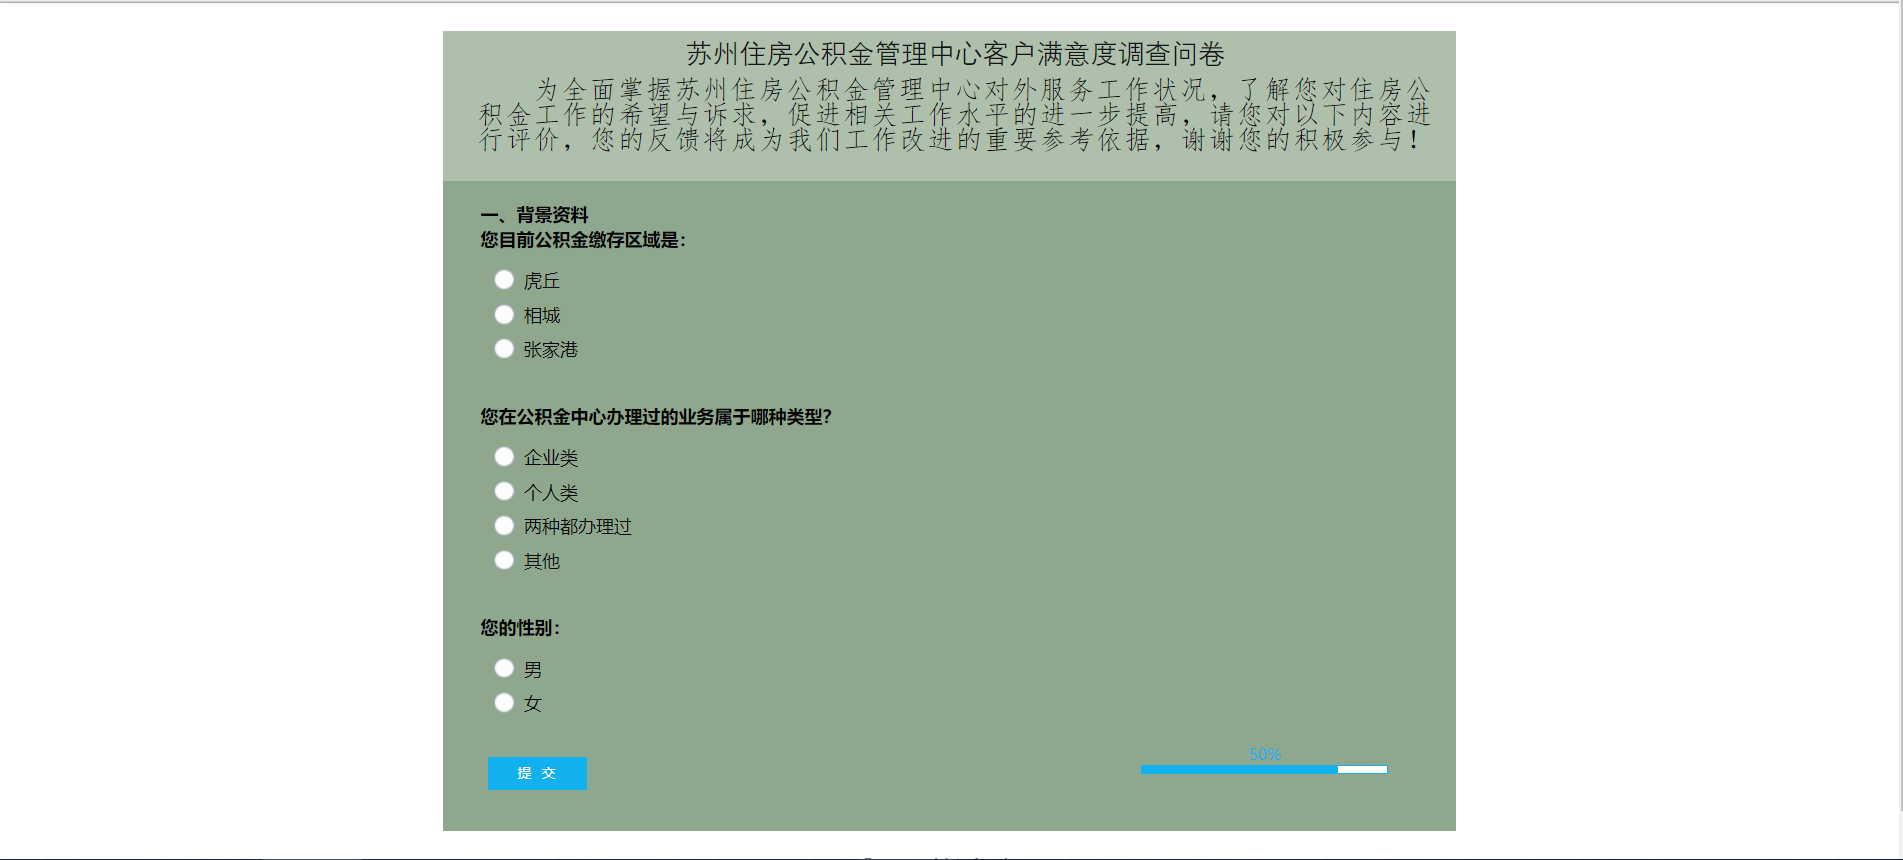 苏州住房公积金管理中心客户满意度调查问卷
为全面掌握苏州住房公积金管理中心对外服务工作状况，了解您对住房公
积金工作的希望与诉求，促进相关工作水平的进一步提高，请您对以下内容进
行评价，您的反馈将成为我们工作改进的重要参考依据，谢谢您的积极参与！
一、背景资料
您目前公积金缴存区域是：
虎丘
相城
张家港
您在公积金中心办理过的业务属于哪种类型？
企业类
个人类
两种都办理过
其他
您的性别：
男
女
50%
提 交